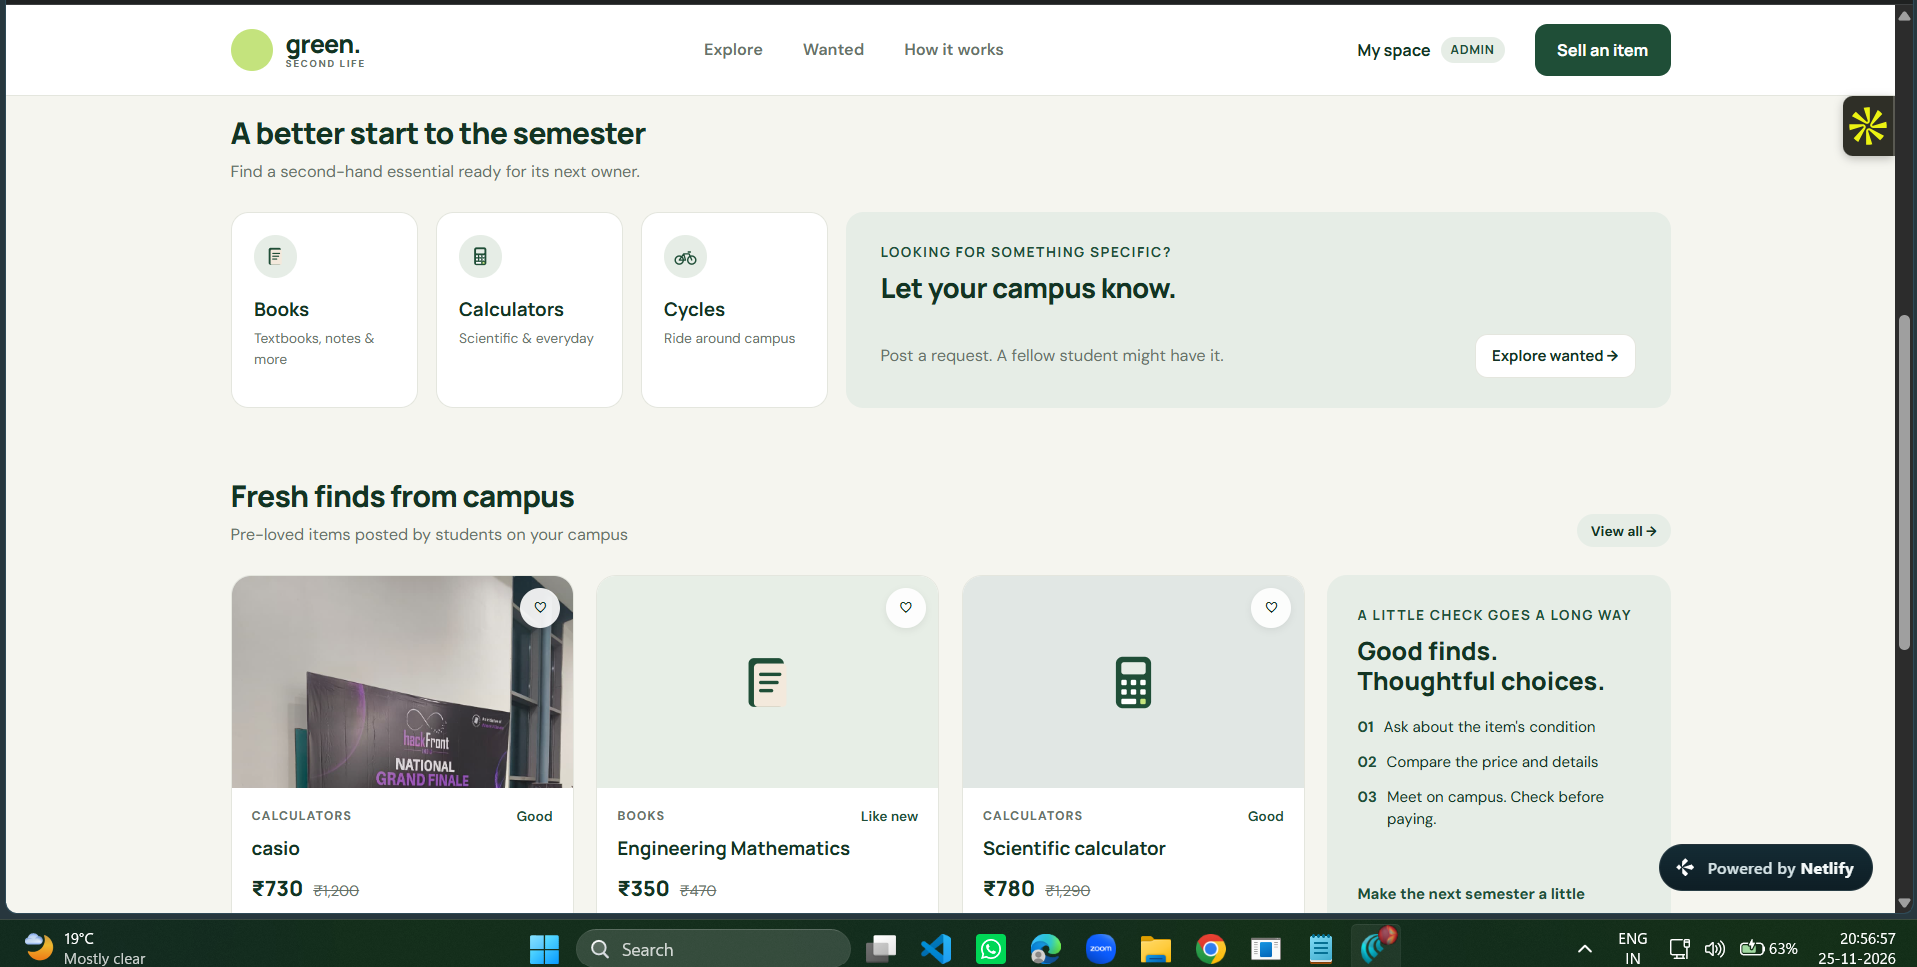 green.
SECOND LIFE
Explore
Wanted
How it works
My space
ADMIN
Sell an item
A better start to the semester
Find a second-hand essential ready for its next owner.
Books
Textbooks, notes &
more
Calculators
Scientific & everyday
Cycles
Ride around campus
LOOKING FOR SOMETHING SPECIFIC?
Let your campus know.
Post a request. A fellow student might have it.
Explore wanted →
Fresh finds from campus
Pre-loved items posted by students on your campus
View all →
hackFront
NATIONAL
GRAND FINALE
CALCULATORS
Good
casio
₹730 ₹1,200
BOOKS
Like new
Engineering Mathematics
₹350 ₹470
CALCULATORS
Good
Scientific calculator
₹780 ₹1,290
A LITTLE CHECK GOES A LONG WAY
Good finds.
Thoughtful choices.
01 Ask about the item's condition
02 Compare the price and details
03 Meet on campus. Check before
paying.
Make the next semester a little
Powered by Netlify
19°C
Mostly clear
Search
zoom
ENG
IN
63%
20:56:57
25-11-2026